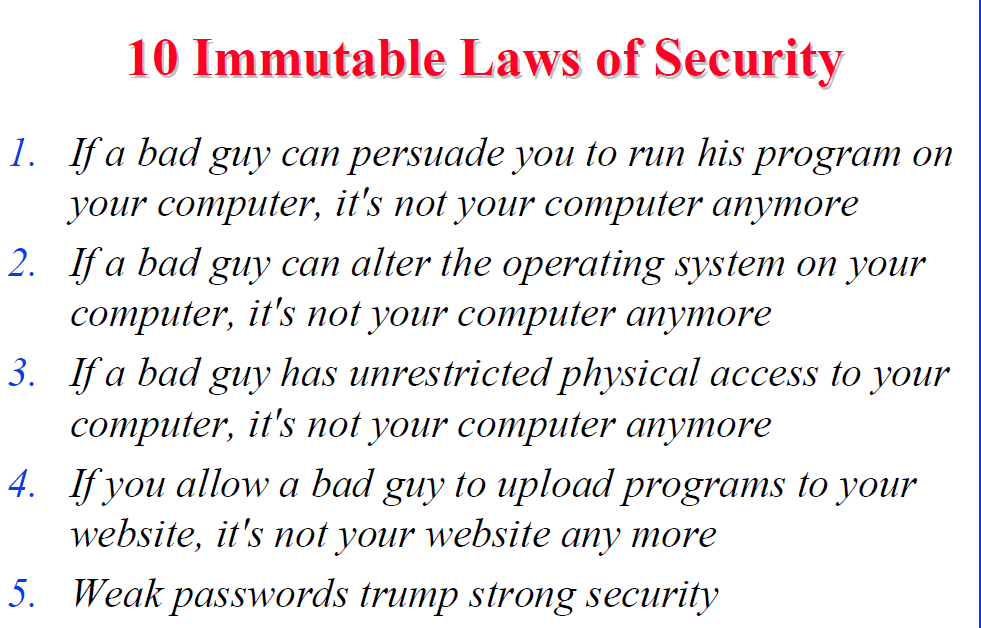 10 Immutable Laws of Security
1. If a bad guy can persuade you to run his program on
your computer, it's not your computer anymore
2. If a bad guy can alter the operating system on your
computer, it's not your computer anymore
3. If a bad guy has unrestricted physical access to your
computer, it's not your computer anymore
4. If you allow a bad guy to upload programs to your
website, it's not your website any more
5. Weak passwords trump strong security